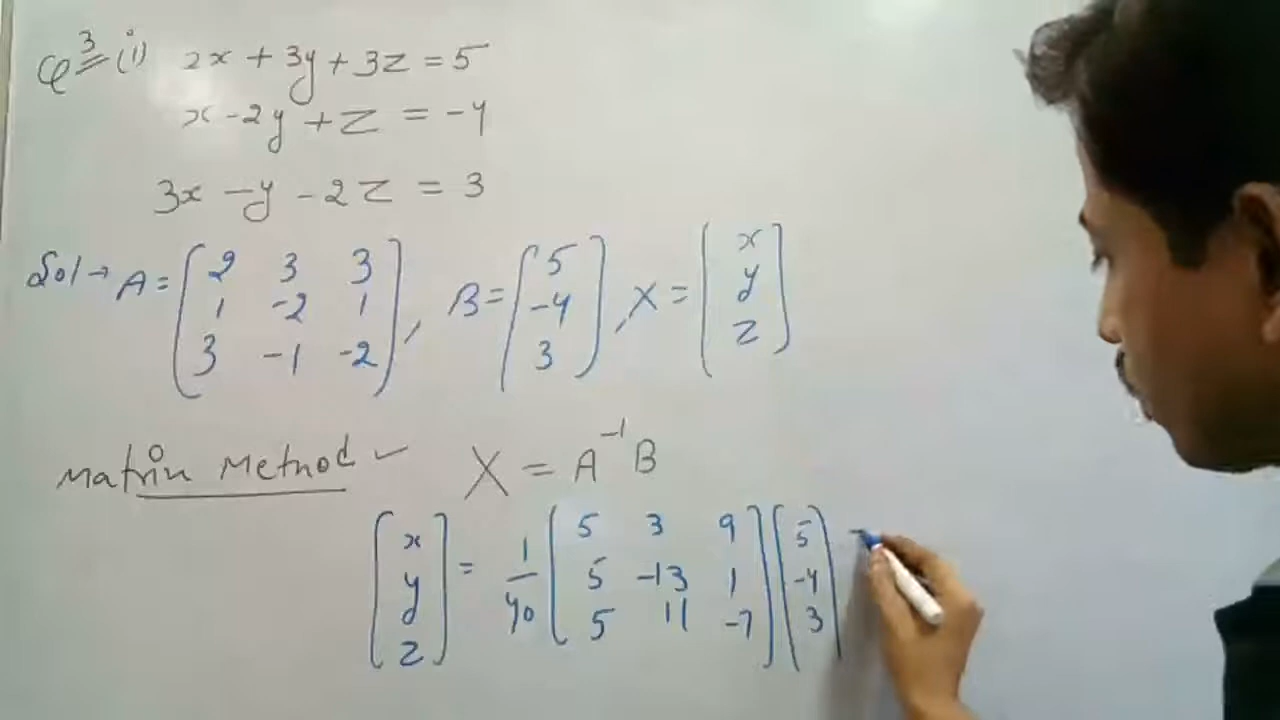 Q 3 (i) 2x + 3y + 3z = 5
x - 2y + z = -4
3x - y - 2z = 3
Sol → A = [2 3 3 , B = [5 , X = [x
1 -2 1 -4 y
3 -1 -2] 3] z]
Matrix Method X = A⁻¹B
[x = 1/40 [5 3 9 [5
y 5 -13 1 -4
z] 5 11 -7] 3]